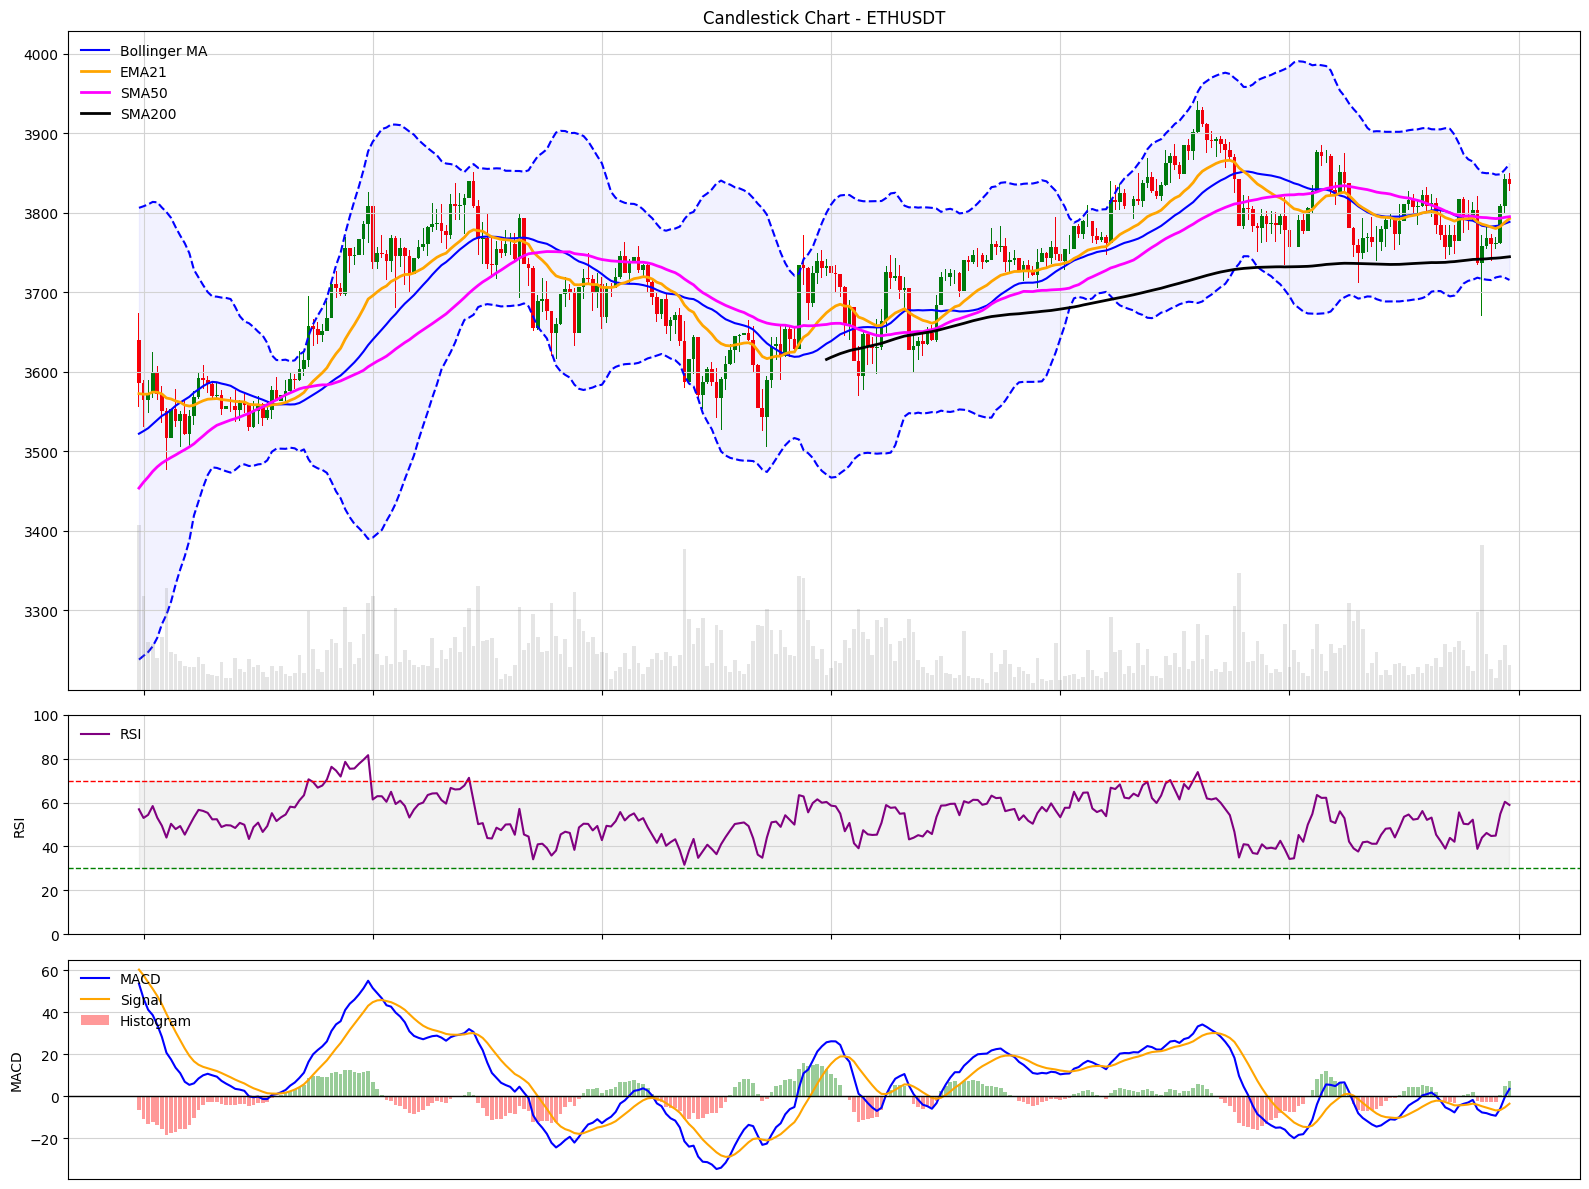 Candlestick Chart - ETHUSDT
4000
3900
3800
3700
3600
3500
3400
3300
Bollinger MA
EMA21
SMA50
SMA200
100
80
60
40
20
0
RSI
RSI
60
40
20
0
−20
MACD
MACD
Signal
Histogram